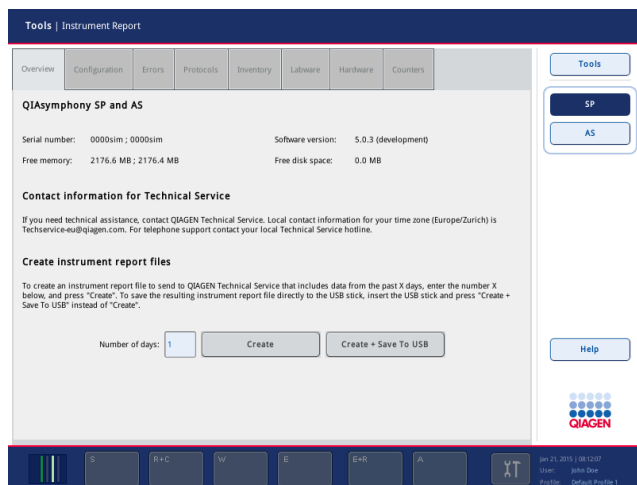 Tools | Instrument Report
Overview Configuration Errors Protocols Inventory Labware Hardware Counters
QIAsymphony SP and AS
Serial number: 0000sim ; 0000sim Software version: 5.0.3 (development)
Free memory: 2176.6 MB ; 2176.4 MB Free disk space: 0.0 MB
Contact information for Technical Service
If you need technical assistance, contact QIAGEN Technical Service. Local contact information for your time zone (Europe/Zurich) is
Techservice-eu@qiagen.com. For telephone support contact your local Technical Service hotline.
Create instrument report files
To create an instrument report file to send to QIAGEN Technical Service that includes data from the past X days, enter the number X
below, and press "Create". To save the resulting instrument report file directly to the USB stick, insert the USB stick and press "Create +
Save To USB" instead of "Create".
Number of days: 1 Create Create + Save To USB
Tools
SP
AS
Help
QIAGEN
S R+C W E E+R A
Jan 21, 2015 | 08:12:07
User: John Doe
Profile: Default Profile 1